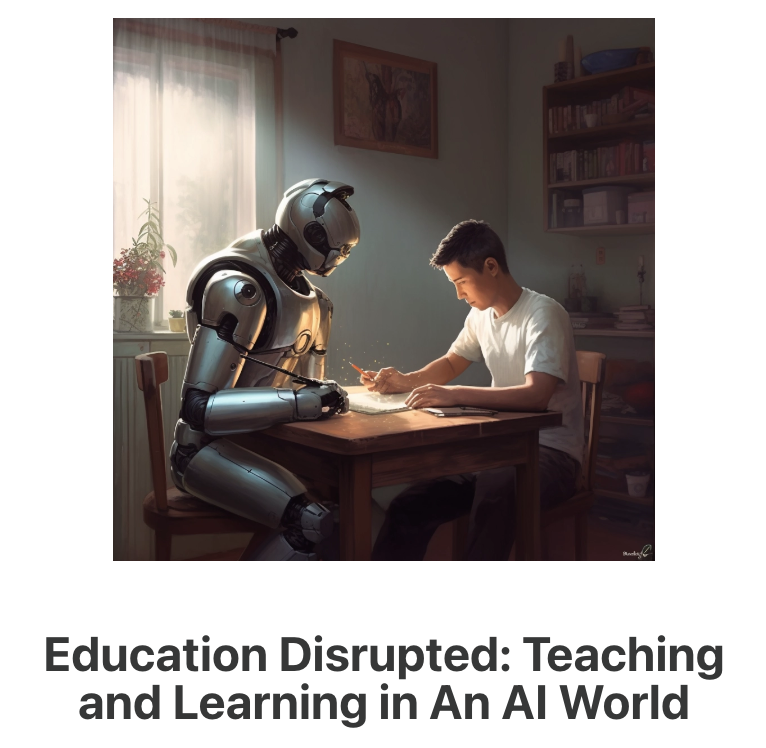 Education Disrupted: Teaching
and Learning in An AI World